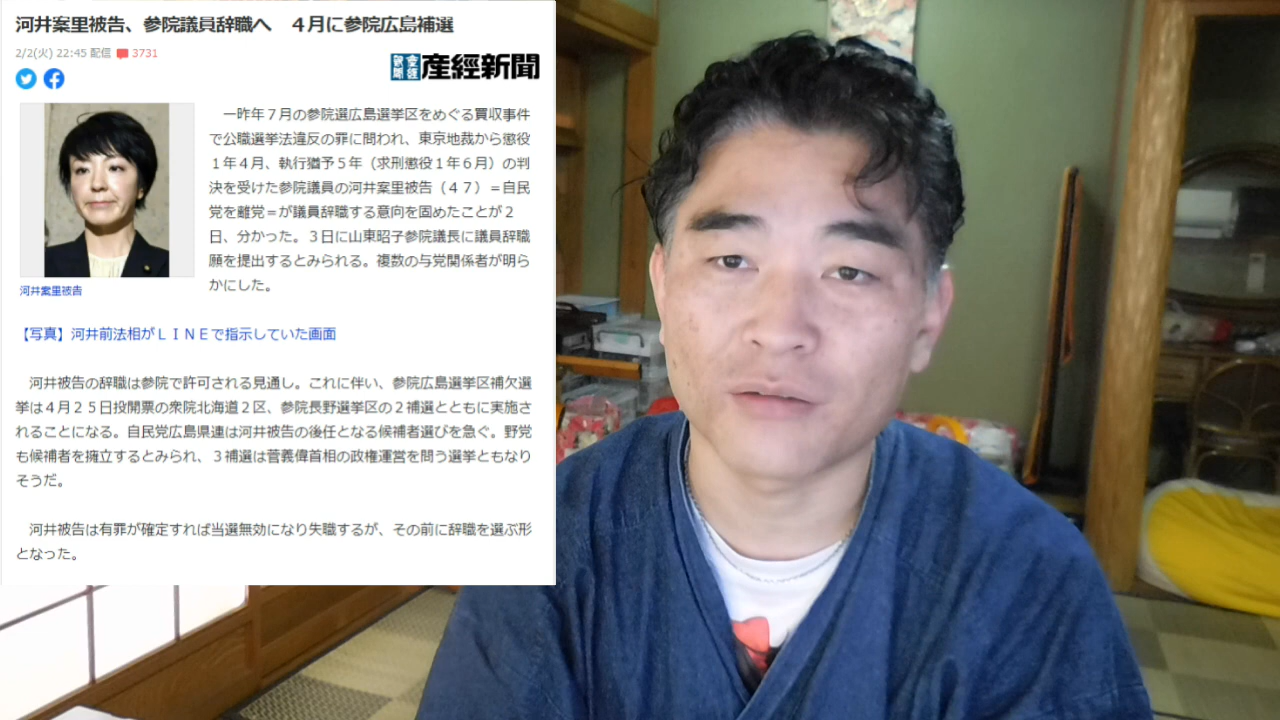 河井案里被告、参院議員辞職へ　４月に参院広島補選
2/2(火) 22:45 配信 3731
産經新聞
産經新聞
一昨年７月の参院選広島選挙区をめぐる買収事件
で公職選挙法違反の罪に問われ、東京地裁から懲役
１年４月、執行猶予５年（求刑懲役１年６月）の判
決を受けた参院議員の河井案里被告（４７）＝自民
党を離党＝が議員辞職する意向を固めたことが２
日、分かった。３日に山東昭子参院議長に議員辞職
願を提出するとみられる。複数の与党関係者が明ら
かにした。
河井案里被告
【写真】河井前法相がＬＩＮＥで指示していた画面
河井被告の辞職は参院で許可される見通し。これに伴い、参院広島選挙区補欠選
挙は４月２５日投開票の衆院北海道２区、参院長野選挙区の２補選とともに実施さ
れることになる。自民党広島県連は河井被告の後任となる候補者選びを急ぐ。野党
も候補者を擁立するとみられ、３補選は菅義偉首相の政権運営を問う選挙ともなり
そうだ。
河井被告は有罪が確定すれば当選無効になり失職するが、その前に辞職を選ぶ形
となった。